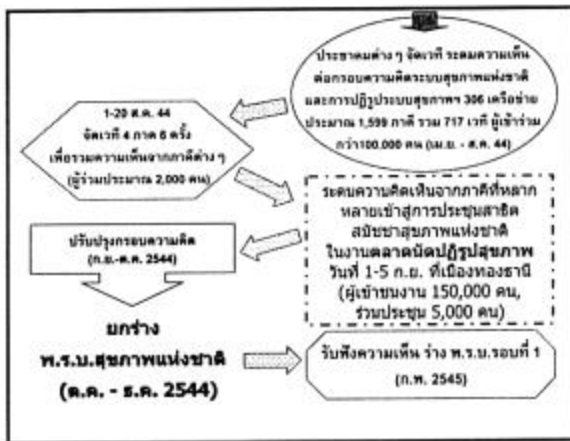 ประชาคมต่าง ๆ จัดเวที ระดมความเห็น
ต่อกรอบความคิดระบบสุขภาพแห่งชาติ
และการปฏิรูประบบสุขภาพฯ 306 เครือข่าย
ประมาณ 1,599 ภาคี รวม 717 เวที ผู้เข้าร่วม
กว่า100,000 คน (เม.ย. - ส.ค. 44)
1-20 ส.ค. 44
จัดเวที 4 ภาค 6 ครั้ง
เพื่อรวมความเห็นจากภาคีต่าง ๆ
(ผู้ร่วมประมาณ 2,000 คน)
ระดมความคิดเห็นจากภาคีที่หลาก
หลายเข้าสู่การประชุมสาธิต
สมัชชาสุขภาพแห่งชาติ
ในงานตลาดนัดปฏิรูปสุขภาพ
วันที่ 1-5 ก.ย. ที่เมืองทองธานี
(ผู้เข้าชมงาน 150,000 คน,
ร่วมประชุม 5,000 คน)
ปรับปรุงกรอบความคิด
(ก.ย.-ต.ค. 2544)
ยกร่าง
พ.ร.บ.สุขภาพแห่งชาติ
(ต.ค. - ธ.ค. 2544)
รับฟังความเห็น ร่าง พ.ร.บ.รอบที่ 1
(ก.พ. 2545)